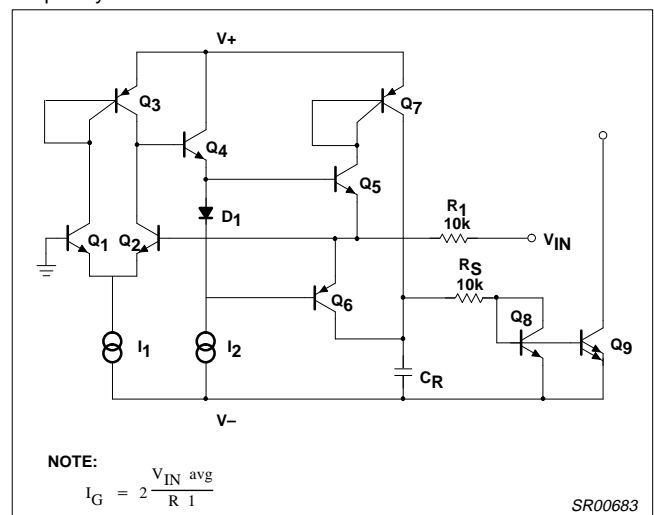 V+
Q3
Q7
Q4
Q5
R1
10k
D1
VIN
Q1
Q2
RS
10k
Q6
Q8
Q9
I1
I2
CR
V–
NOTE:
IG = 2 VIN avg
R 1
SR00683